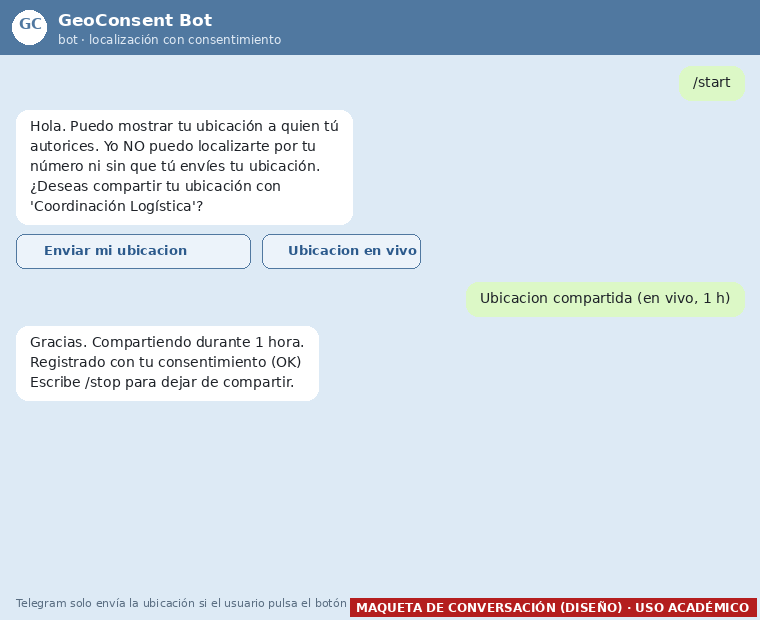 GC
GeoConsent Bot
bot · localización con consentimiento
/start
Hola. Puedo mostrar tu ubicación a quien tú
autorices. Yo NO puedo localizarte por tu
número ni sin que tú envíes tu ubicación.
¿Deseas compartir tu ubicación con
'Coordinación Logística'?
Enviar mi ubicacion
Ubicacion en vivo
Ubicacion compartida (en vivo, 1 h)
Gracias. Compartiendo durante 1 hora.
Registrado con tu consentimiento (OK)
Escribe /stop para dejar de compartir.
Telegram solo envía la ubicación si el usuario pulsa el botón
MAQUETA DE CONVERSACIÓN (DISEÑO) · USO ACADÉMICO